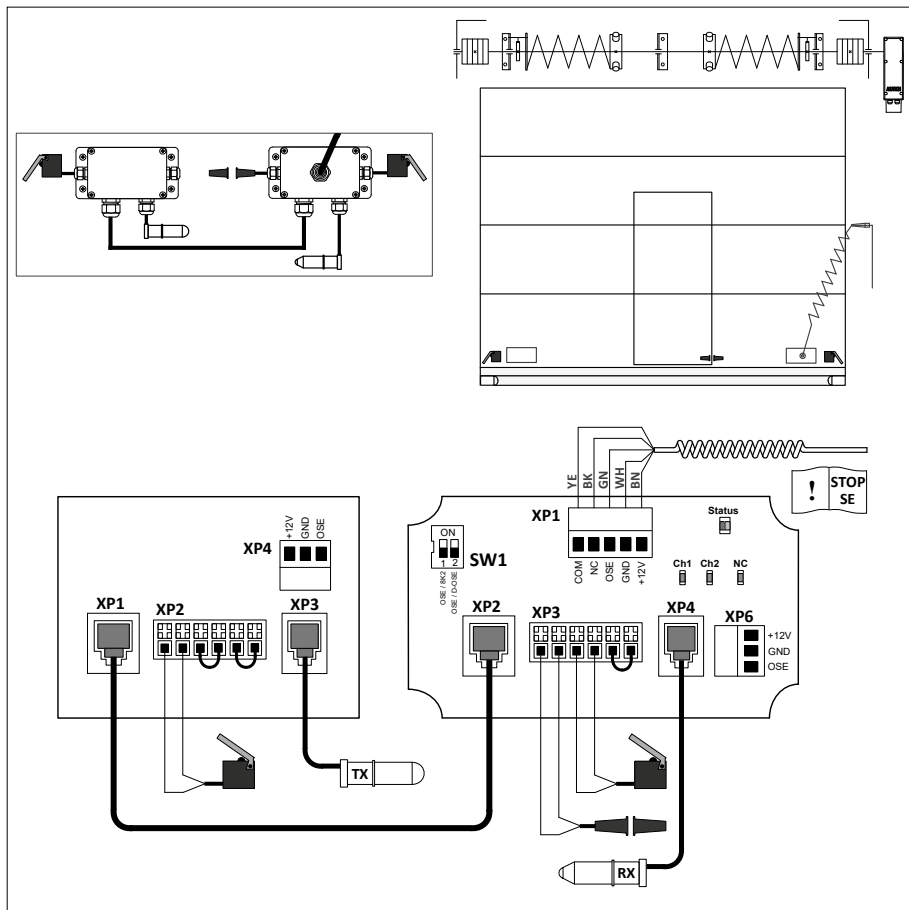 YE
BK
GN
WH
BN
! STOP
SE
XP1
Status
COM
NC
OSE
GND
+12V
Ch1 Ch2 NC
ON
1 2
SW1
OSE / 8K2
OSE / D-OSE
+12V
GND
OSE
XP4
XP1 XP2 XP3
XP2 XP3 XP4 XP6
+12V
GND
OSE
TX
RX